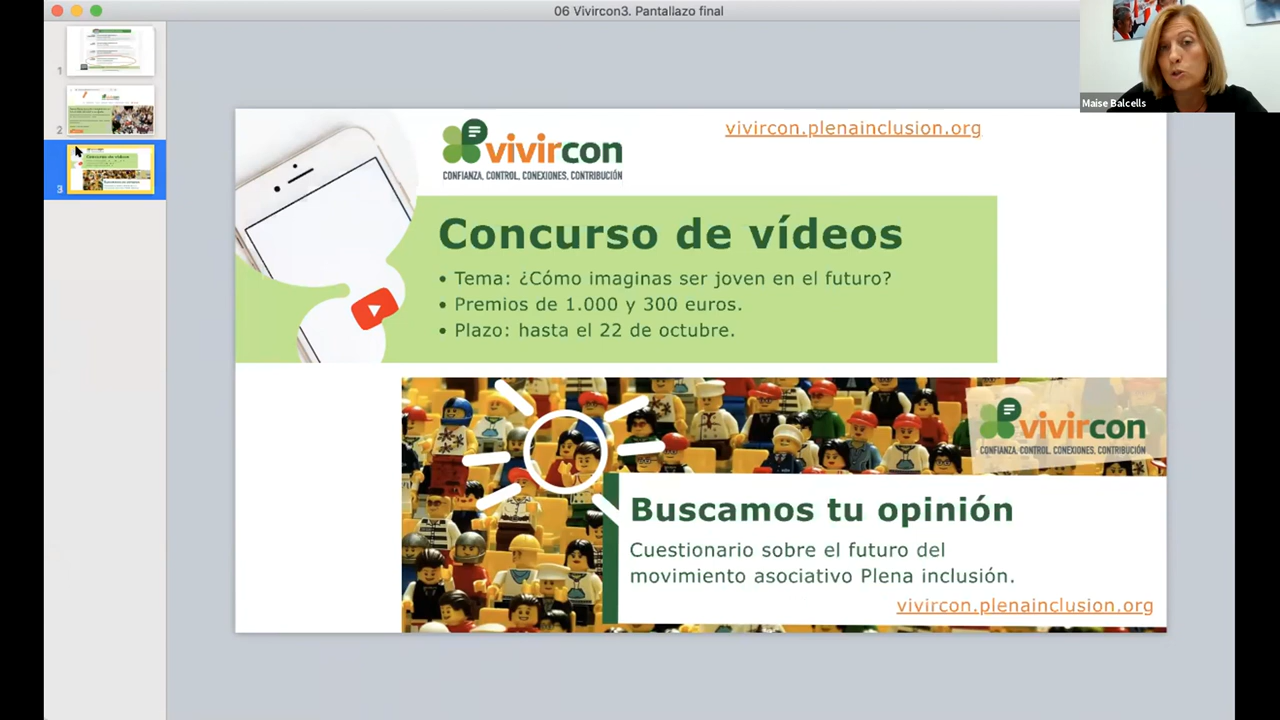 06 Vivircon3. Pantallazo final
Maise Balcells
1
2
3
vivircon
CONFIANZA, CONTROL, CONEXIONES, CONTRIBUCIÓN
vivircon.plenainclusion.org
Concurso de vídeos
• Tema: ¿Cómo imaginas ser joven en el futuro?
• Premios de 1.000 y 300 euros.
• Plazo: hasta el 22 de octubre.
vivircon
CONFIANZA, CONTROL, CONEXIONES, CONTRIBUCIÓN
Buscamos tu opinión
Cuestionario sobre el futuro del
movimiento asociativo Plena inclusión.
vivircon.plenainclusion.org